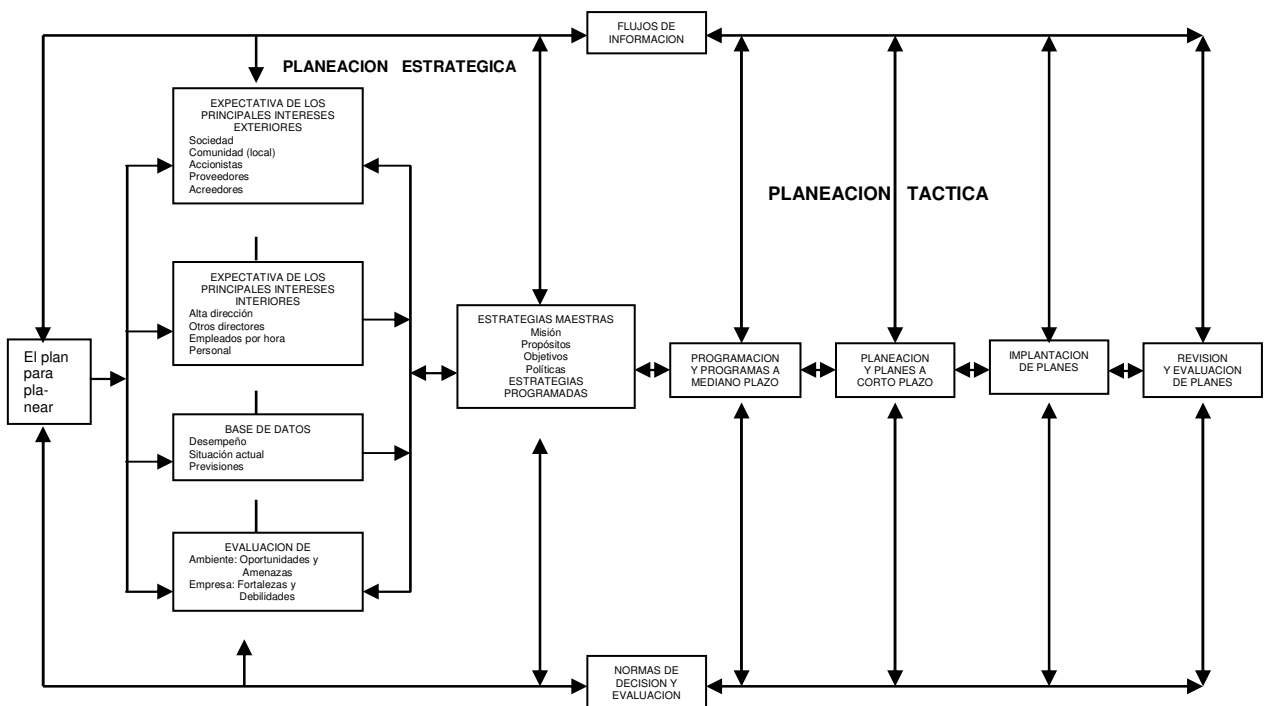 FLUJOS DE
INFORMACION
PLANEACION ESTRATEGICA
EXPECTATIVA DE LOS
PRINCIPALES INTERESES
EXTERIORES
Sociedad
Comunidad (local)
Accionistas
Proveedores
Acreedores
PLANEACION TACTICA
EXPECTATIVA DE LOS
PRINCIPALES INTERESES
INTERIORES
Alta dirección
Otros directores
Empleados por hora
Personal
El plan
para
pla-
near
ESTRATEGIAS MAESTRAS
Misión
Propósitos
Objetivos
Políticas
ESTRATEGIAS
PROGRAMADAS
PROGRAMACION
Y PROGRAMAS A
MEDIANO PLAZO
PLANEACION
Y PLANES A
CORTO PLAZO
IMPLANTACION
DE PLANES
REVISION
Y EVALUACION
DE PLANES
BASE DE DATOS
Desempeño
Situación actual
Previsiones
EVALUACION DE
Ambiente: Oportunidades y
Amenazas
Empresa: Fortalezas y
Debilidades
NORMAS DE
DECISION Y
EVALUACION